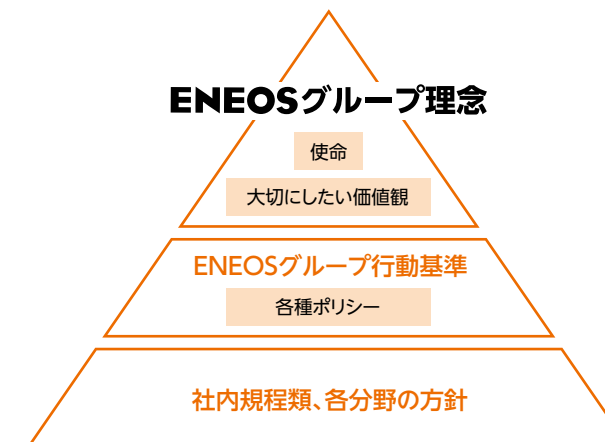 ENEOSグループ理念
使命
大切にしたい価値観
ENEOSグループ行動基準
各種ポリシー
社内規程類、各分野の方針